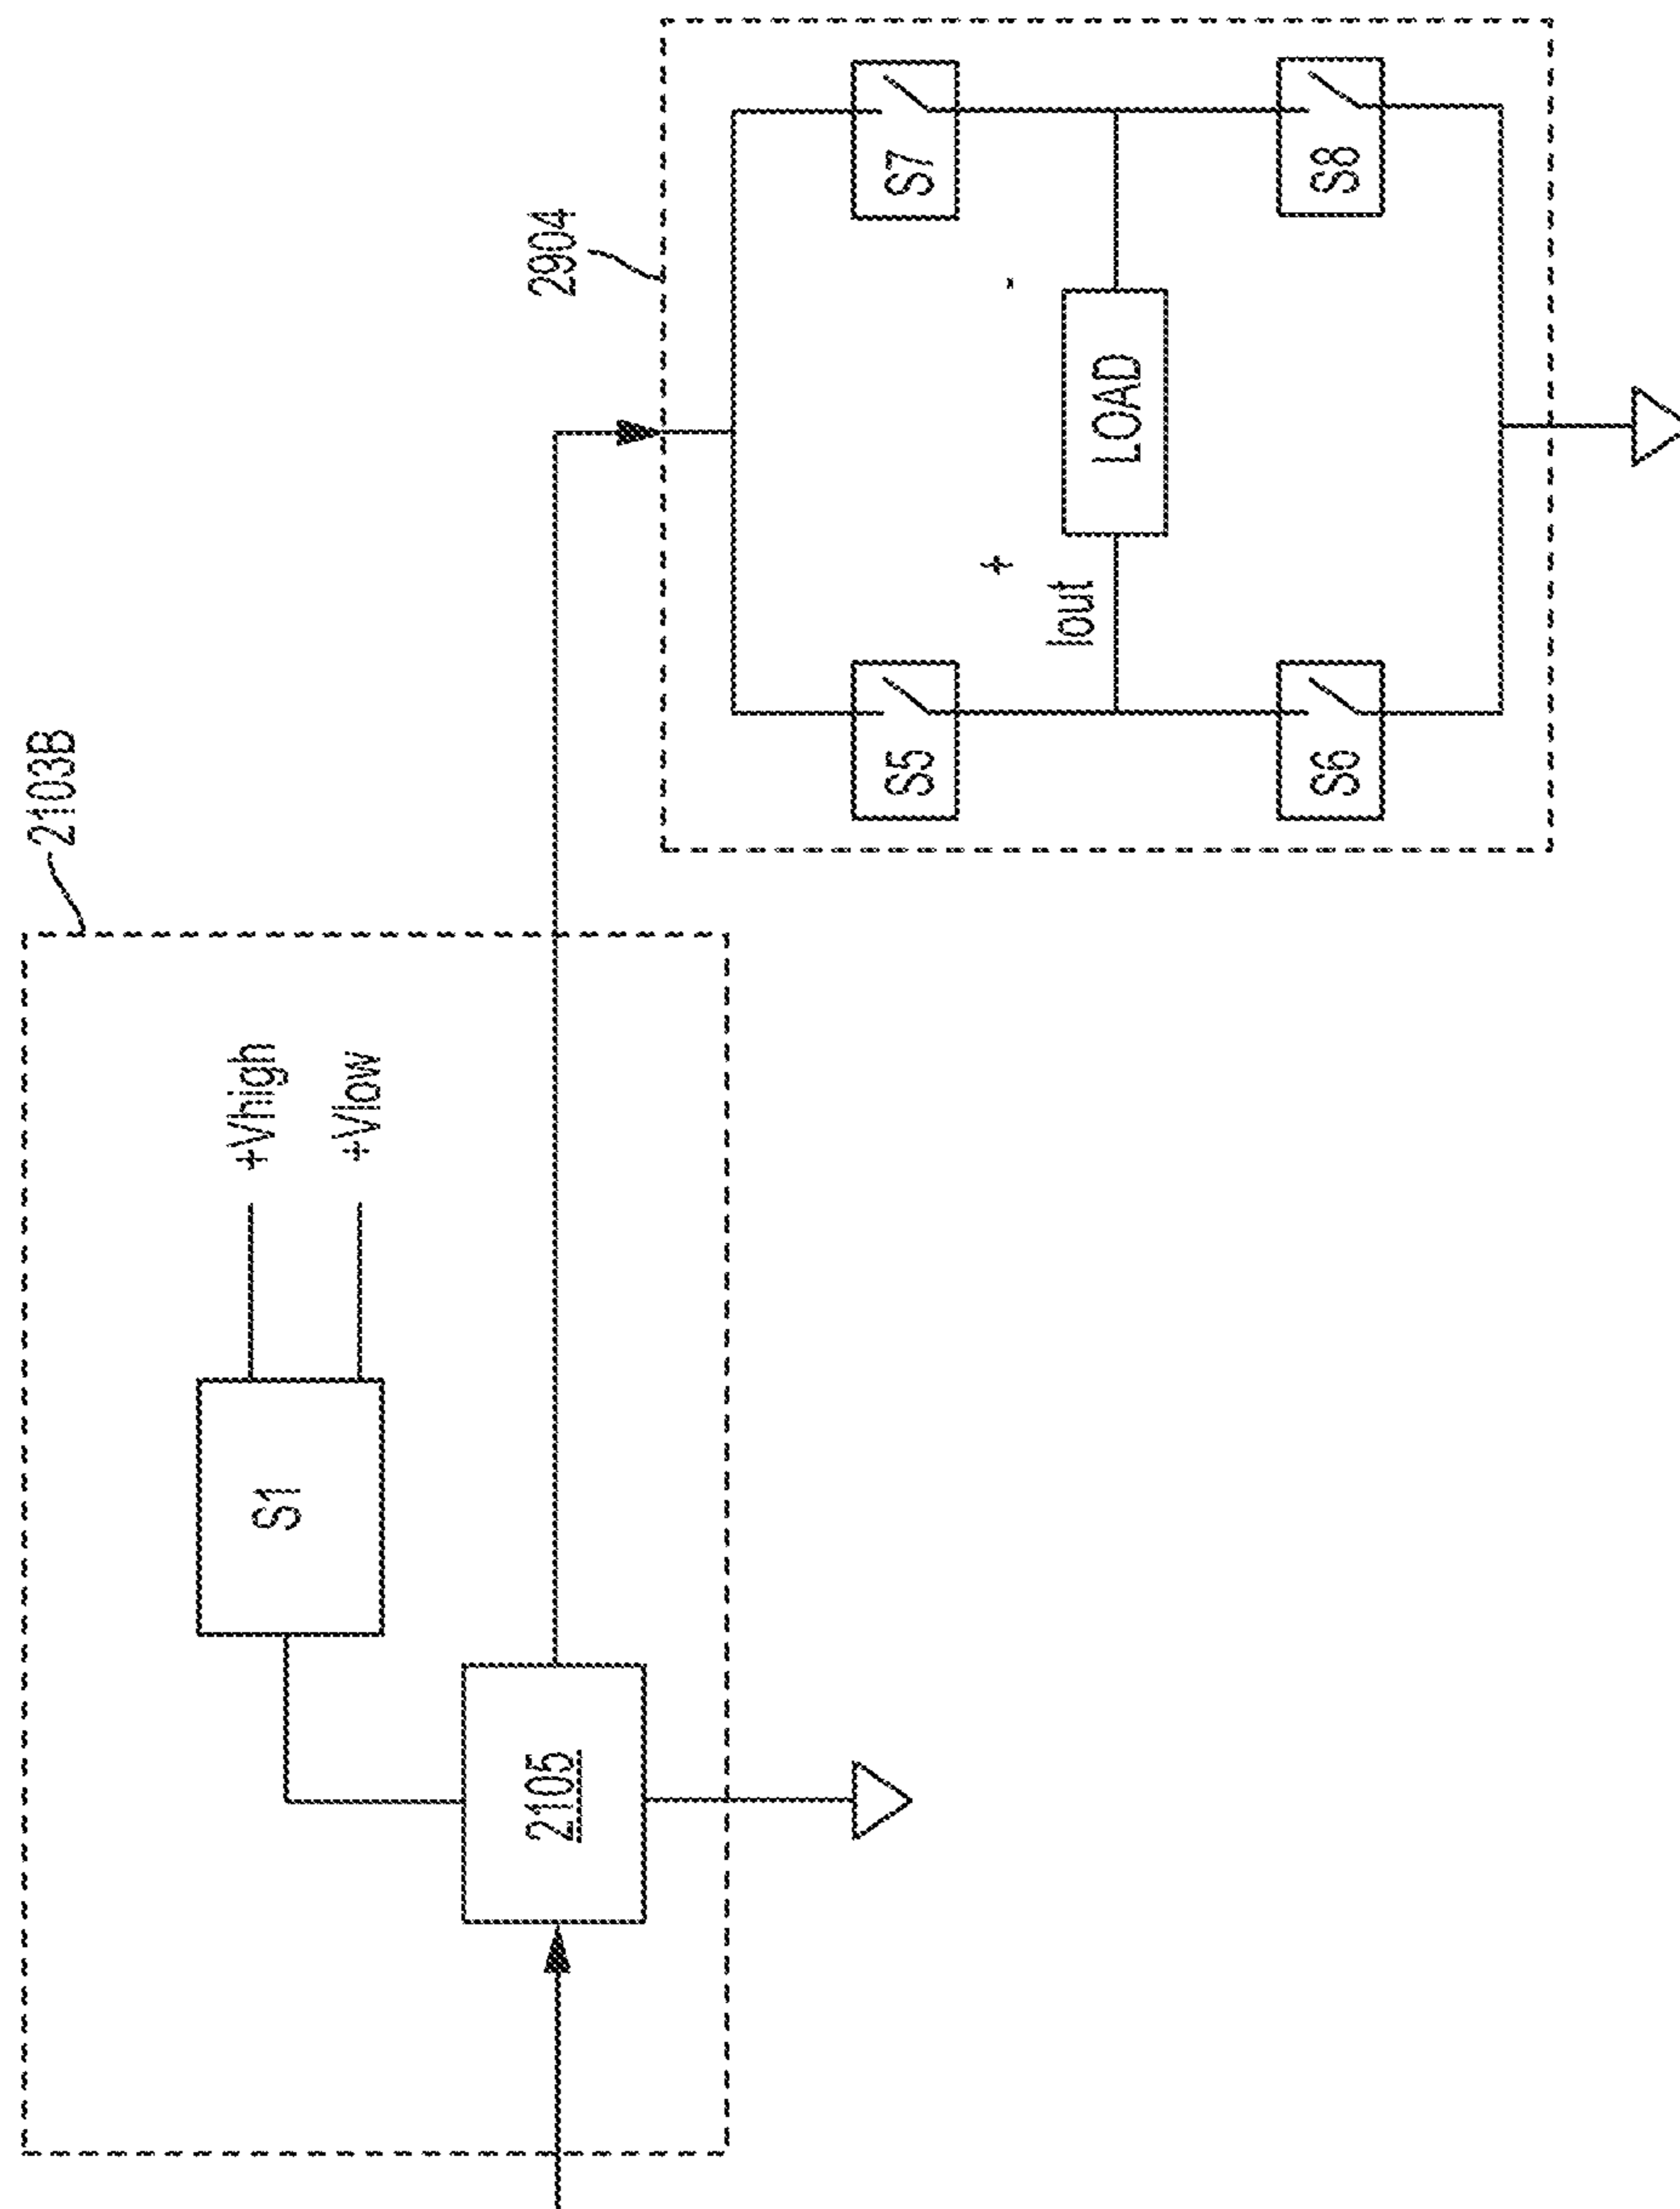 2103B
+Vhigh
+Vlow
S1
2105
2904
S5
S7
+
-
Iout
LOAD
S6
S8